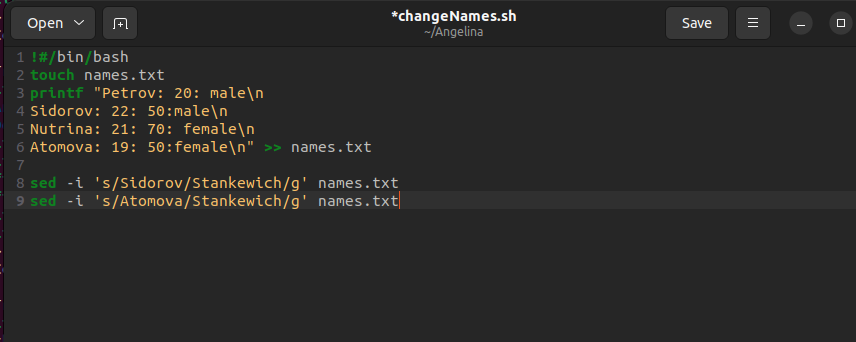 Open
*changeNames.sh
~/Angelina
Save
1 !#/bin/bash
2 touch names.txt
3 printf "Petrov: 20: male\n
4 Sidorov: 22: 50:male\n
5 Nutrina: 21: 70: female\n
6 Atomova: 19: 50:female\n" >> names.txt
7
8 sed -i 's/Sidorov/Stankewich/g' names.txt
9 sed -i 's/Atomova/Stankewich/g' names.txt